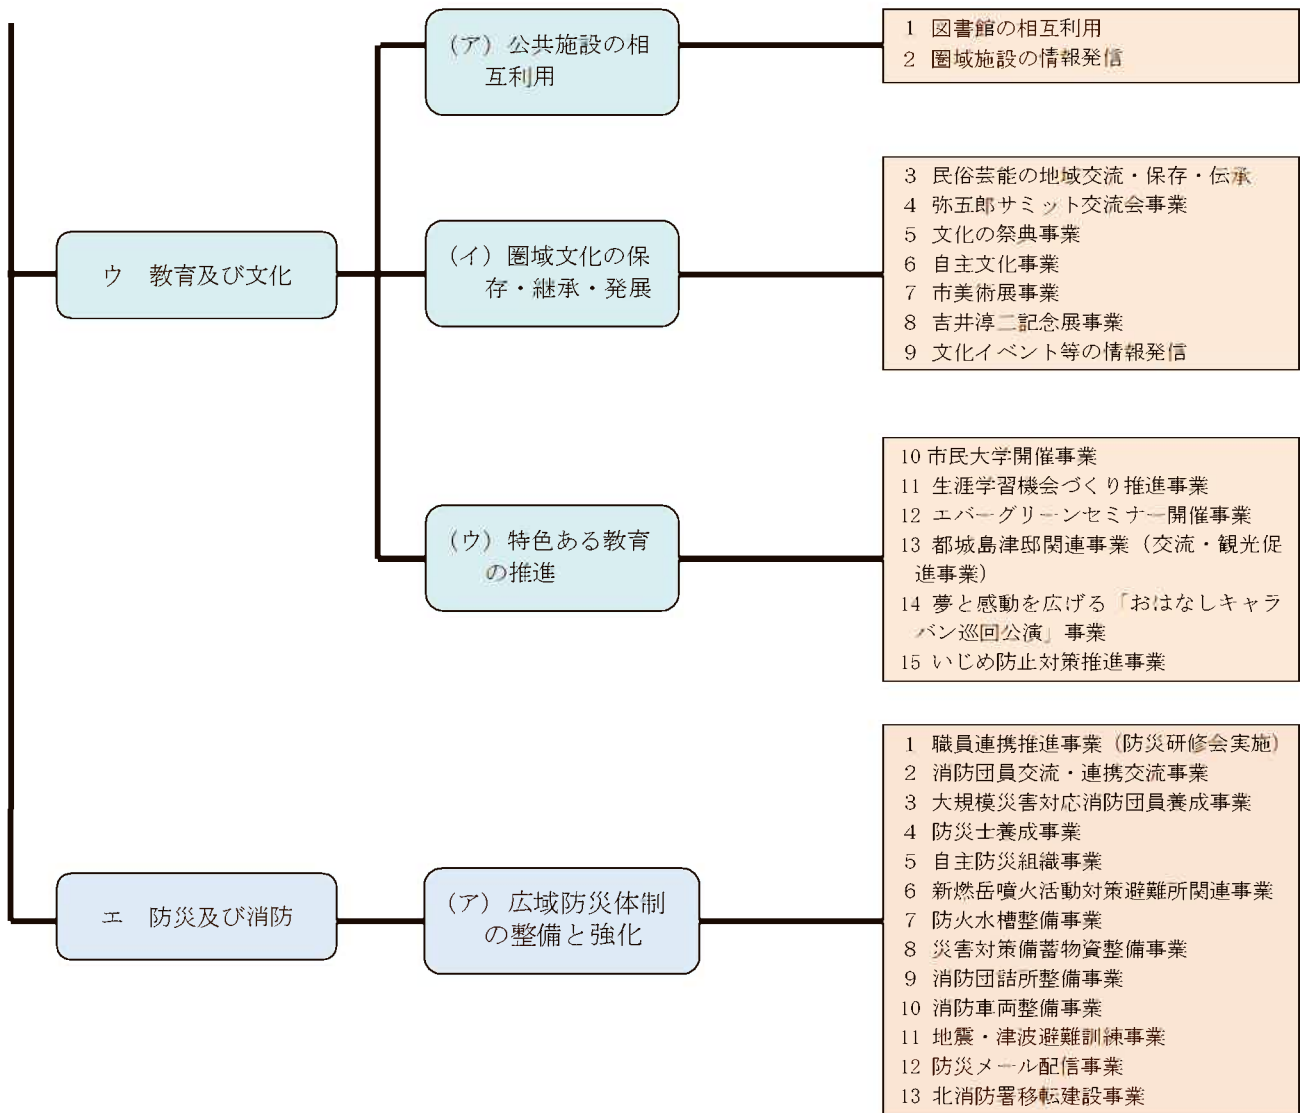 ウ 教育及び文化
(ア) 公共施設の相
互利用
1 図書館の相互利用
2 圏域施設の情報発信
(イ) 圏域文化の保
存・継承・発展
3 民俗芸能の地域交流・保存・伝承
4 弥五郎サミット交流会事業
5 文化の祭典事業
6 自主文化事業
7 市美術展事業
8 吉井淳二記念展事業
9 文化イベント等の情報発信
(ウ) 特色ある教育
の推進
10 市民大学開催事業
11 生涯学習機会づくり推進事業
12 エバーグリーンセミナー開催事業
13 都城島津邸関連事業(交流・観光促
進事業)
14 夢と感動を広げる「おはなしキャラ
バン巡回公演」事業
15 いじめ防止対策推進事業
エ 防災及び消防
(ア) 広域防災体制
の整備と強化
1 職員連携推進事業(防災研修会実施)
2 消防団員交流・連携交流事業
3 大規模災害対応消防団員養成事業
4 防災士養成事業
5 自主防災組織事業
6 新燃岳噴火活動対策避難所関連事業
7 防火水槽整備事業
8 災害対策備蓄物資整備事業
9 消防団詰所整備事業
10 消防車両整備事業
11 地震・津波避難訓練事業
12 防災メール配信事業
13 北消防署移転建設事業